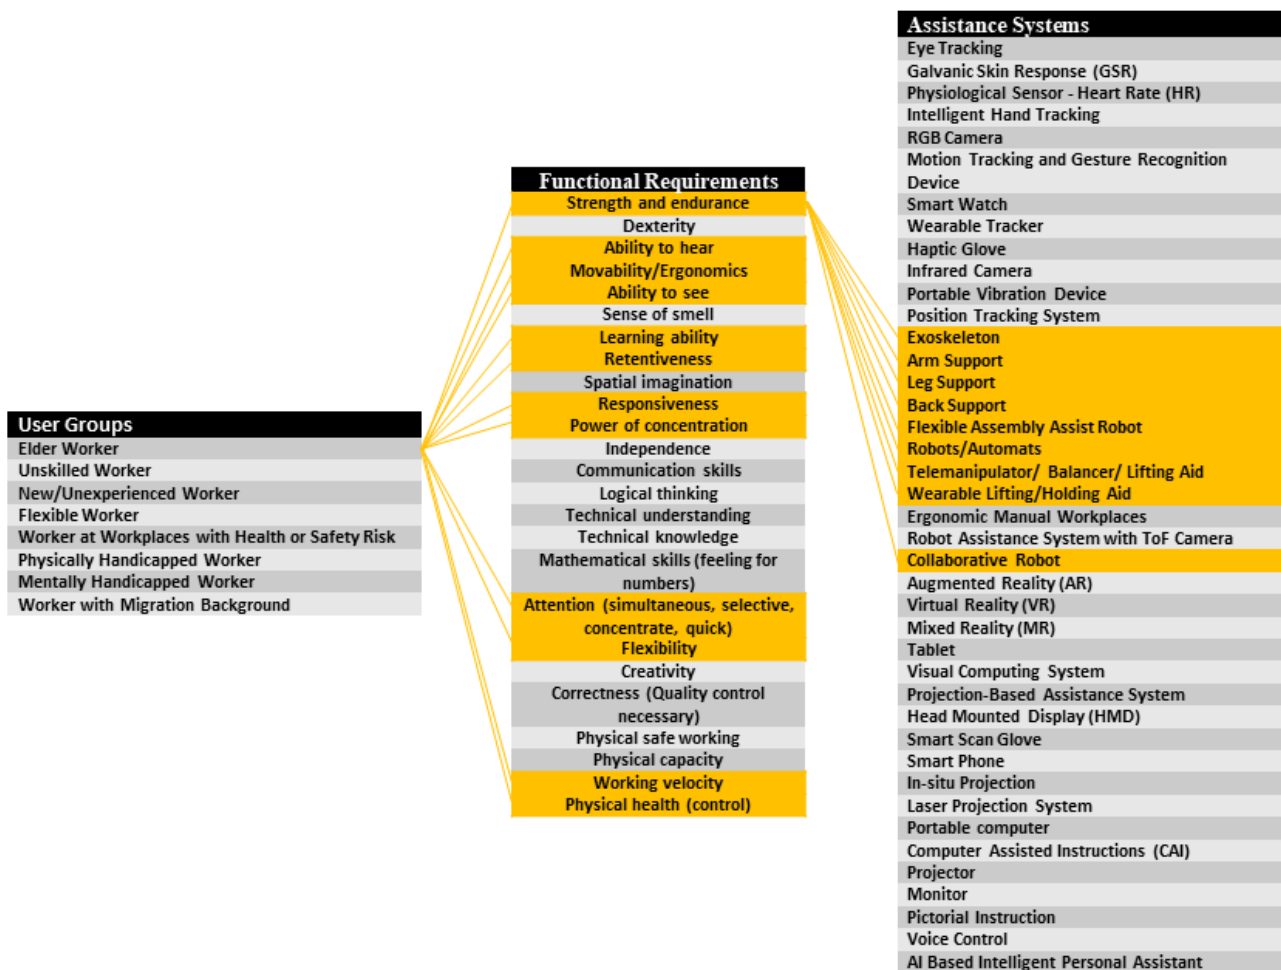 User Groups
Elder Worker
Unskilled Worker
New/Unexperienced Worker
Flexible Worker
Worker at Workplaces with Health or Safety Risk
Physically Handicapped Worker
Mentally Handicapped Worker
Worker with Migration Background
Functional Requirements
Strength and endurance
Dexterity
Ability to hear
Movability/Ergonomics
Ability to see
Sense of smell
Learning ability
Retentiveness
Spatial imagination
Responsiveness
Power of concentration
Independence
Communication skills
Logical thinking
Technical understanding
Technical knowledge
Mathematical skills (feeling for
numbers)
Attention (simultaneous, selective,
concentrate, quick)
Flexibility
Creativity
Correctness (Quality control
necessary)
Physical safe working
Physical capacity
Working velocity
Physical health (control)
Assistance Systems
Eye Tracking
Galvanic Skin Response (GSR)
Physiological Sensor - Heart Rate (HR)
Intelligent Hand Tracking
RGB Camera
Motion Tracking and Gesture Recognition
Device
Smart Watch
Wearable Tracker
Haptic Glove
Infrared Camera
Portable Vibration Device
Position Tracking System
Exoskeleton
Arm Support
Leg Support
Back Support
Flexible Assembly Assist Robot
Robots/Automats
Telemanipulator/ Balancer/ Lifting Aid
Wearable Lifting/Holding Aid
Ergonomic Manual Workplaces
Robot Assistance System with ToF Camera
Collaborative Robot
Augmented Reality (AR)
Virtual Reality (VR)
Mixed Reality (MR)
Tablet
Visual Computing System
Projection-Based Assistance System
Head Mounted Display (HMD)
Smart Scan Glove
Smart Phone
In-situ Projection
Laser Projection System
Portable computer
Computer Assisted Instructions (CAI)
Projector
Monitor
Pictorial Instruction
Voice Control
AI Based Intelligent Personal Assistant